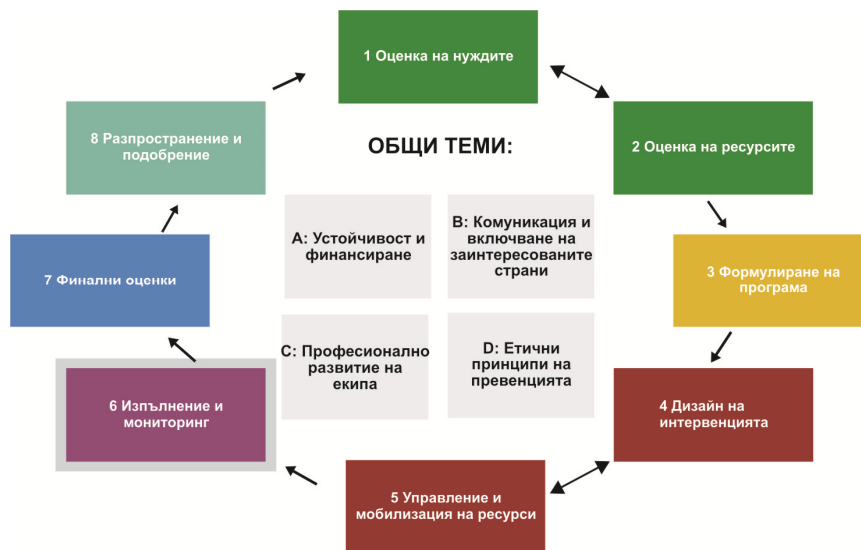 1 Оценка на нуждите
2 Оценка на ресурсите
3 Формулиране на
програма
4 Дизайн на
интервенцията
5 Управление и
мобилизация на ресурси
6 Изпълнение и
мониторинг
7 Финални оценки
8 Разпространение и
подобрение
ОБЩИ ТЕМИ:
A: Устойчивост и
финансиране
B: Комуникация и
включване на
заинтересованите
страни
C: Професионално
развитие на
екипа
D: Етични
принципи на
превенцията